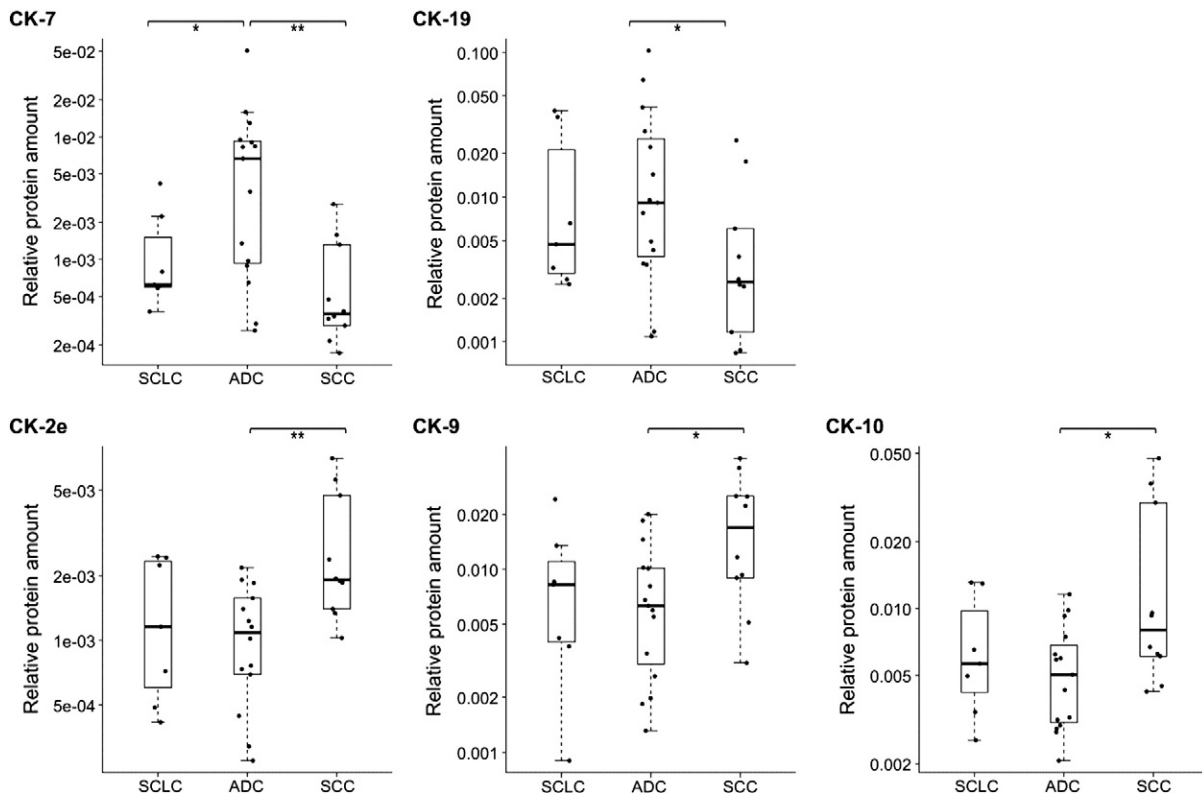 CK-7
* **
Relative protein amount
5e-02
2e-02
1e-02
5e-03
2e-03
1e-03
5e-04
2e-04
SCLC ADC SCC
CK-19
*
Relative protein amount
0.100
0.050
0.020
0.010
0.005
0.002
0.001
SCLC ADC SCC
CK-2e
**
Relative protein amount
5e-03
2e-03
1e-03
5e-04
SCLC ADC SCC
CK-9
*
Relative protein amount
0.020
0.010
0.005
0.002
0.001
SCLC ADC SCC
CK-10
*
Relative protein amount
0.050
0.020
0.010
0.005
0.002
SCLC ADC SCC